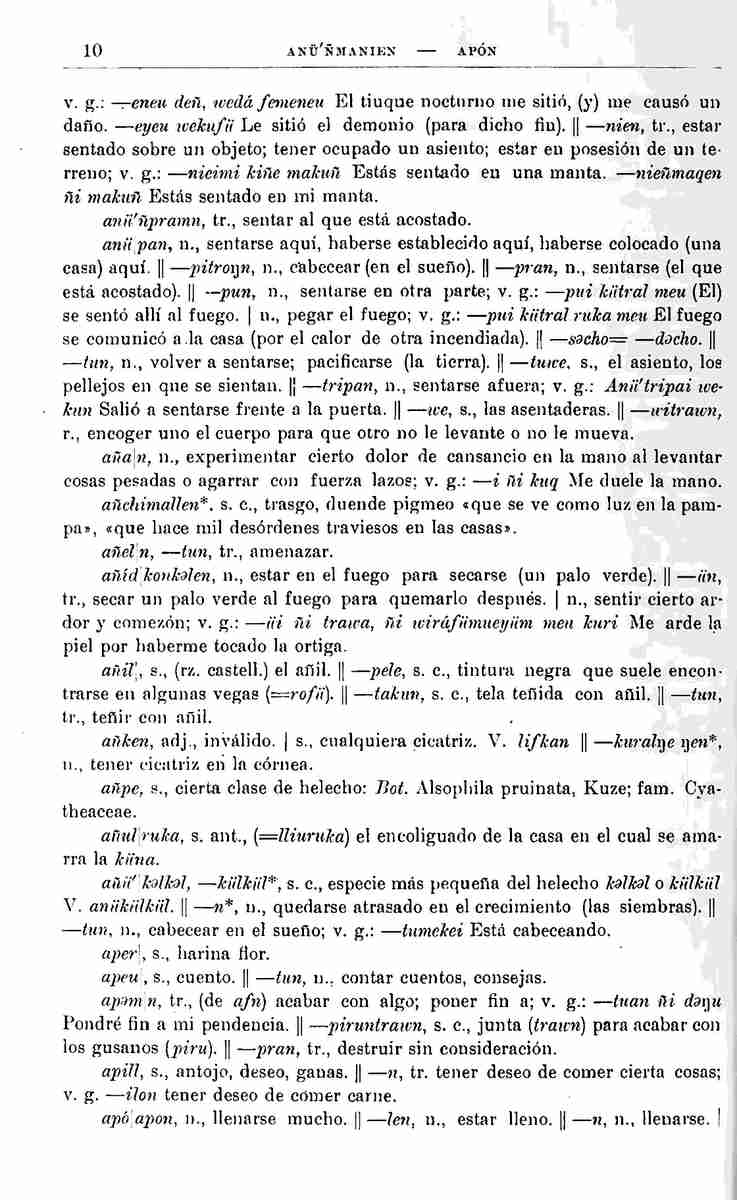 10 ANÜ'ÑMANIEN — APÓN
v. g.: —eneu deñ, wedá femeneu El tiuque nocturno me sitió, (y) me causó un
daño. —eyeu wekufü Le sitió el demonio (para dicho fin). || —nien, tr., estar
sentado sobre un objeto; tener ocupado un asiento; estar en posesión de un te-
rreno; v. g.: —nieimi kiñe makuñ Estás sentado en una manta. —nieñmaqen
ñi makuñ Estás sentado en mi manta.
anü'ñpramn, tr., sentar al que está acostado.
anü|pan, n., sentarse aquí, haberse establecido aquí, haberse colocado (una
casa) aquí. || —pitroŋn, n., cabecear (en el sueño). || —pran, n., sentarse (el que
está acostado). || —pun, n., sentarse en otra parte; v. g.: —pui kütral meu (El)
se sentó allí al fuego. | n., pegar el fuego; v. g.: —pui kütral ruka meu El fuego
se comunicó a la casa (por el calor de otra incendiada). || —səcho= —dəcho. ||
—tun, n., volver a sentarse; pacificarse (la tierra). || —tuwe, s., el asiento, los
pellejos en que se sientan. || —tripan, n., sentarse afuera; v. g.: Anü'tripai we-
kun Salió a sentarse frente a la puerta. || —we, s., las asentaderas. || —witrawn,
r., encoger uno el cuerpo para que otro no le levante o no le mueva.
aña|n, n., experimentar cierto dolor de cansancio en la mano al levantar
cosas pesadas o agarrar con fuerza lazos; v. g.: —i ñi kuq Me duele la mano.
añchimallen*, s. c., trasgo, duende pigmeo «que se ve como luz en la pam-
pa», «que hace mil desórdenes traviesos en las casas».
añel|n, —tun, tr., amenazar.
añíd|konkəlen, n., estar en el fuego para secarse (un palo verde). || —ün,
tr., secar un palo verde al fuego para quemarlo después. | n., sentir cierto ar-
dor y comezón; v. g.: —üi ñi trawa, ñi wiráfümueyüm meu kuri Me arde la
piel por haberme tocado la ortiga.
añil|, s., (rz. castell.) el añil. || —pele, s. c., tintura negra que suele encon-
trarse en algunas vegas (=rofü). || —takun, s. c., tela teñida con añil. || —tun,
tr., teñir con añil.
añken, adj., inválido. | s., cualquiera cicatriz. V. lifkan || —kuralŋe ŋen*,
n., tener cicatriz en la córnea.
añpe, s., cierta clase de helecho: Bot. Alsophila pruinata, Kuze; fam. Cya-
theaceae.
añul|ruka, s. ant., (=lliuruka) el encoliguado de la casa en el cual se ama-
rra la küna.
añü'|kəlkəl, —külkül*, s. c., especie más pequeña del helecho kəlkəl o külkül
V. anükülkül. || —n*, n., quedarse atrasado en el crecimiento (las siembras). ||
—tun, n., cabecear en el sueño; v. g.: —tumekei Está cabeceando.
aper|, s., harina flor.
apeu|, s., cuento. || —tun, n., contar cuentos, consejas.
apəm|n, tr., (de afn) acabar con algo; poner fin a; v. g.: —tuan ñi dəŋu
Pondré fin a mi pendencia. || —piruntrawn, s. c., junta (trawn) para acabar con
los gusanos (piru). || —pran, tr., destruir sin consideración.
apill, s., antojo, deseo, ganas. || —n, tr. tener deseo de comer cierta cosas;
v. g. —ilon tener deseo de comer carne.
apó|apon, n., llenarse mucho. || —len, n., estar lleno. || —n, n., llenarse. |